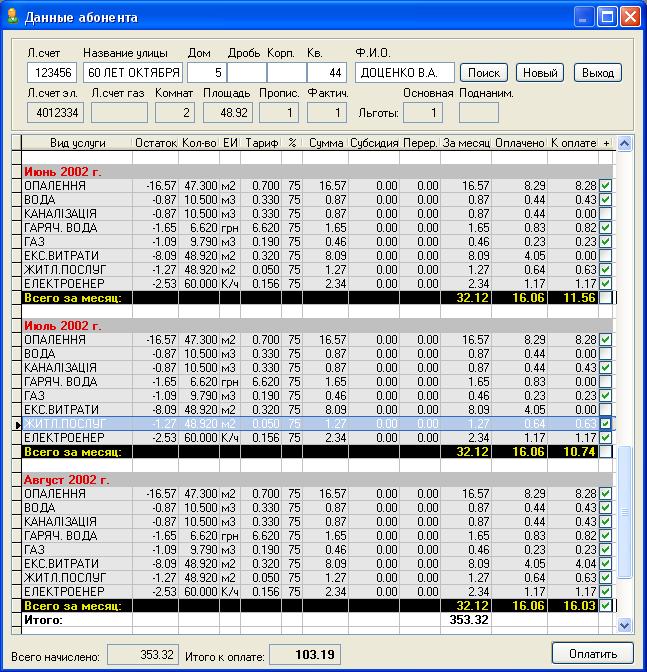 Данные абонента
Л.счет Название улицы Дом Дробь Корп. Кв. Ф.И.О.
123456 60 ЛЕТ ОКТЯБРЯ 5 44 ДОЦЕНКО В.А. Поиск Новый Выход
Л.счет эл. Л.счет газ Комнат Площадь Пропис. Фактич. Основная Поднаним.
4012334 2 48.92 1 1 Льготы: 1
Вид услуги Остаток Кол-во ЕИ Тариф % Сумма Субсидия Перер. За месяц Оплачено К оплате +
Июнь 2002 г.
ОПАЛЕННЯ -16.57 47.300 м2 0.700 75 16.57 0.00 0.00 16.57 8.29 8.28
ВОДА -0.87 10.500 м3 0.330 75 0.87 0.00 0.00 0.87 0.44 0.43
КАНАЛІЗАЦІЯ -0.87 10.500 м3 0.330 75 0.87 0.00 0.00 0.87 0.44 0.00
ГАРЯЧ. ВОДА -1.65 6.620 грн 6.620 75 1.65 0.00 0.00 1.65 0.83 0.82
ГАЗ -1.09 9.790 м3 0.190 75 0.46 0.00 0.00 0.46 0.23 0.23
ЕКС.ВИТРАТИ -8.09 48.920 м2 0.320 75 8.09 0.00 0.00 8.09 4.05 0.00
ЖИТЛ.ПОСЛУГ -1.27 48.920 м2 0.050 75 1.27 0.00 0.00 1.27 0.64 0.63
ЕЛЕКТРОЕНЕР -2.53 60.000 К/ч 0.156 75 2.34 0.00 0.00 2.34 1.17 1.17
Всего за месяц: 32.12 16.06 11.56
Июль 2002 г.
ОПАЛЕННЯ -16.57 47.300 м2 0.700 75 16.57 0.00 0.00 16.57 8.29 8.28
ВОДА -0.87 10.500 м3 0.330 75 0.87 0.00 0.00 0.87 0.44 0.00
КАНАЛІЗАЦІЯ -0.87 10.500 м3 0.330 75 0.87 0.00 0.00 0.87 0.44 0.43
ГАРЯЧ. ВОДА -1.65 6.620 грн 6.620 75 1.65 0.00 0.00 1.65 0.83 0.00
ГАЗ -1.09 9.790 м3 0.190 75 0.46 0.00 0.00 0.46 0.23 0.23
ЕКС.ВИТРАТИ -8.09 48.920 м2 0.320 75 8.09 0.00 0.00 8.09 4.05 0.00
ЖИТЛ.ПОСЛУГ -1.27 48.920 м2 0.050 75 1.27 0.00 0.00 1.27 0.64 0.63
ЕЛЕКТРОЕНЕР -2.53 60.000 К/ч 0.156 75 2.34 0.00 0.00 2.34 1.17 1.17
Всего за месяц: 32.12 16.06 10.74
Август 2002 г.
ОПАЛЕННЯ -16.57 47.300 м2 0.700 75 16.57 0.00 0.00 16.57 8.29 8.28
ВОДА -0.87 10.500 м3 0.330 75 0.87 0.00 0.00 0.87 0.44 0.43
КАНАЛІЗАЦІЯ -0.87 10.500 м3 0.330 75 0.87 0.00 0.00 0.87 0.44 0.43
ГАРЯЧ. ВОДА -1.65 6.620 грн 6.620 75 1.65 0.00 0.00 1.65 0.83 0.82
ГАЗ -1.09 9.790 м3 0.190 75 0.46 0.00 0.00 0.46 0.23 0.23
ЕКС.ВИТРАТИ -8.09 48.920 м2 0.320 75 8.09 0.00 0.00 8.09 4.05 4.04
ЖИТЛ.ПОСЛУГ -1.27 48.920 м2 0.050 75 1.27 0.00 0.00 1.27 0.64 0.63
ЕЛЕКТРОЕНЕР -2.53 60.000 К/ч 0.156 75 2.34 0.00 0.00 2.34 1.17 1.17
Всего за месяц: 32.12 16.06 16.03
Итого: 353.32
Всего начислено: 353.32 Итого к оплате: 103.19 Оплатить